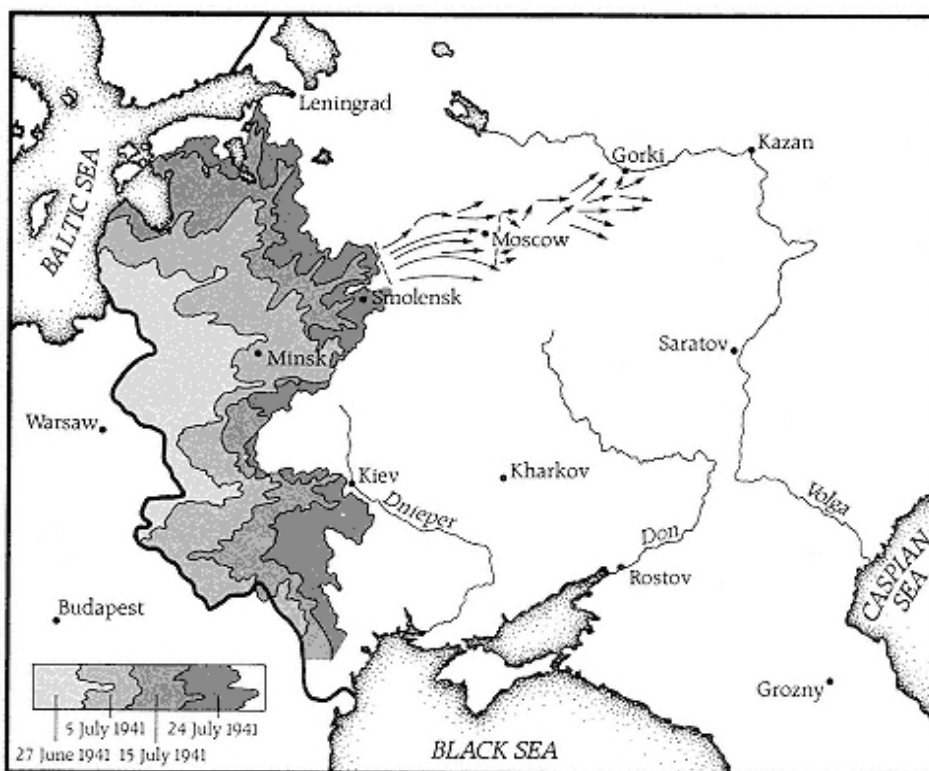 Leningrad
Kazan
Gorki
BALTIC SEA
Moscow
Smolensk
Saratov
Minsk
Warsaw
Kiev
Kharkov
Dnieper
Volga
Don
Rostov
CASPIAN
SEA
Budapest
Grozny
5 July 1941 24 July 1941
27 June 1941 15 July 1941
BLACK SEA